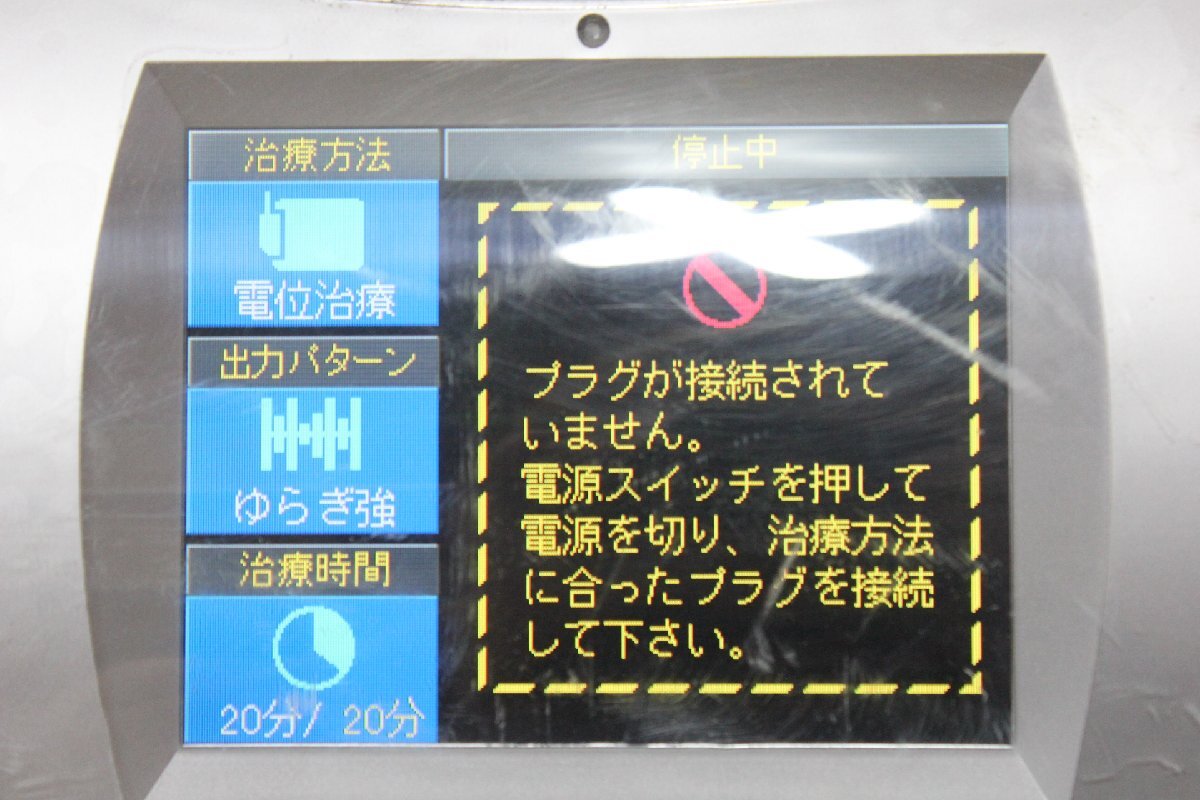 治療方法
電位治療
出力パターン
ゆらぎ強
治療時間
20分/ 20分
停止中
プラグが接続されて
いません。
電源スイッチを押して
電源を切り、治療方法
に合ったプラグを接続
して下さい。